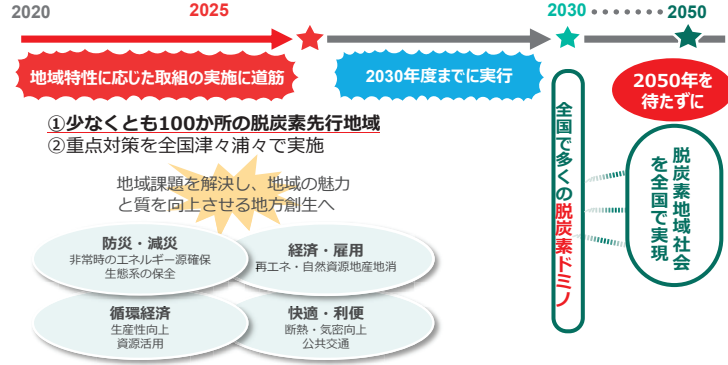 2020
2025
2030 ‥‥‥ 2050
地域特性に応じた取組の実施に道筋
2030年度までに実行
2050年を
待たずに
①少なくとも100か所の脱炭素先行地域
②重点対策を全国津々浦々で実施
地域課題を解決し、地域の魅力
と質を向上させる地方創生へ
防災・減災
非常時のエネルギー源確保
生態系の保全
経済・雇用
再エネ・自然資源地産地消
循環経済
生産性向上
資源活用
快適・利便
断熱・気密向上
公共交通
全国で多くの脱炭素ドミノ
脱炭素地域社会
を全国で実現